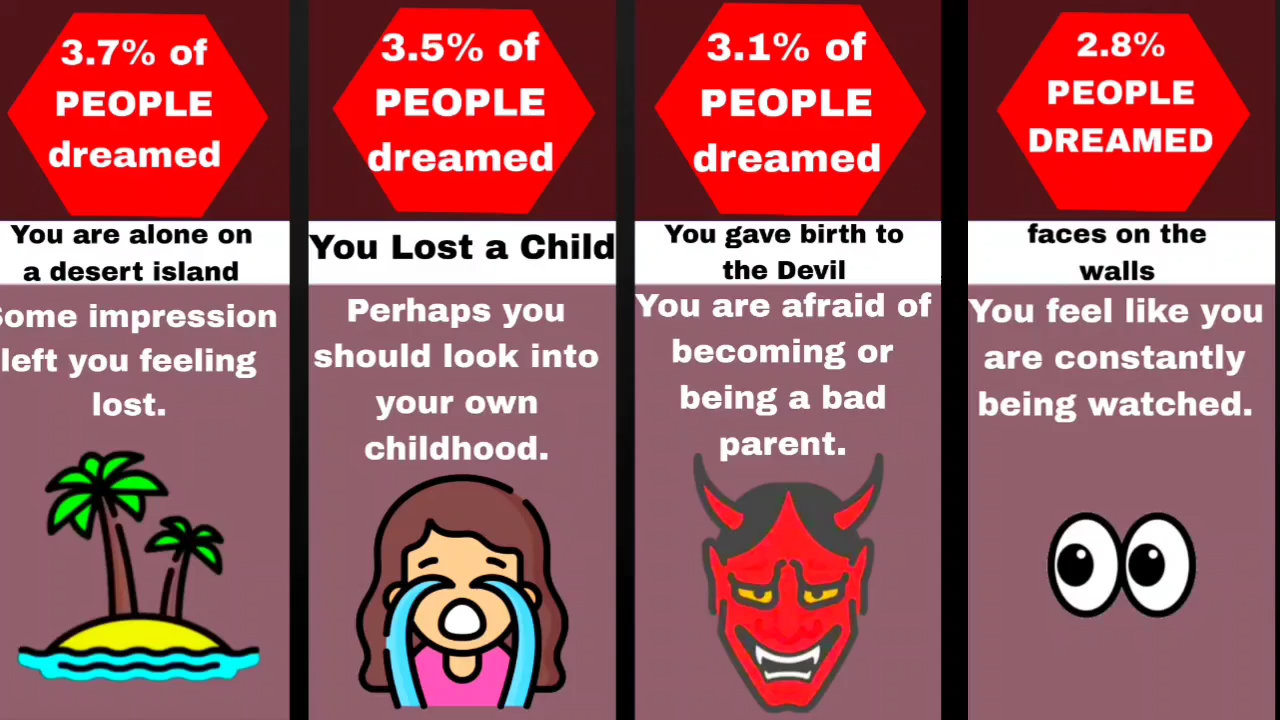 3.7% of
PEOPLE
dreamed
You are alone on
a desert island
Some impression
left you feeling
lost.
3.5% of
PEOPLE
dreamed
You Lost a Child
Perhaps you
should look into
your own
childhood.
3.1% of
PEOPLE
dreamed
You gave birth to
the Devil
You are afraid of
becoming or
being a bad
parent.
2.8%
PEOPLE
DREAMED
faces on the
walls
You feel like you
are constantly
being watched.